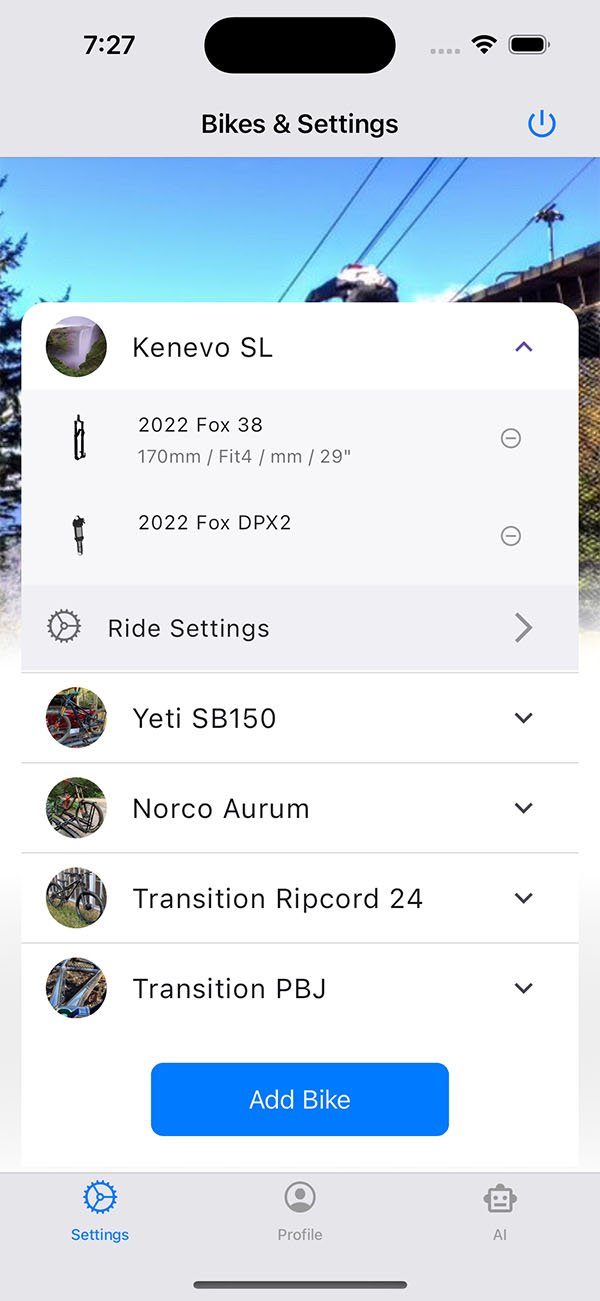 7:27
Bikes & Settings
Kenevo SL
2022 Fox 38
170mm / Fit4 / mm / 29"
2022 Fox DPX2
Ride Settings
Yeti SB150
Norco Aurum
Transition Ripcord 24
Transition PBJ
Add Bike
Settings
Profile
AI